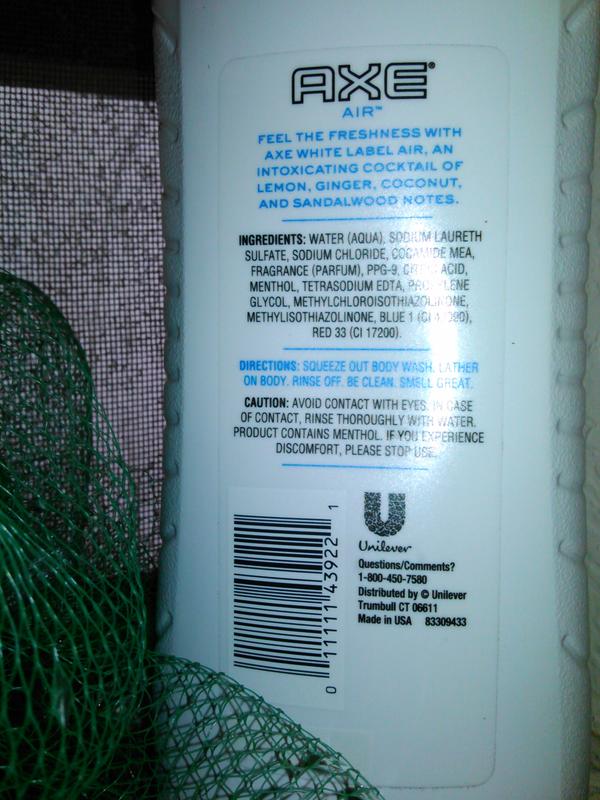 AXE®
AIR™
FEEL THE FRESHNESS WITH
AXE WHITE LABEL AIR, AN
INTOXICATING COCKTAIL OF
LEMON, GINGER, COCONUT,
AND SANDALWOOD NOTES.
INGREDIENTS: WATER (AQUA), SODIUM LAURETH
SULFATE, SODIUM CHLORIDE, COCAMIDE MEA,
FRAGRANCE (PARFUM), PPG-9, CITRIC ACID,
MENTHOL, TETRASODIUM EDTA, PROPYLENE
GLYCOL, METHYLCHLOROISOTHIAZOLINONE,
METHYLISOTHIAZOLINONE, BLUE 1
RED 33 (CI 17200).
DIRECTIONS: SQUEEZE OUT BODY WASH. LATHER
ON BODY. RINSE OFF. BE CLEAN. SMELL GREAT.
CAUTION: AVOID CONTACT WITH EYES. IN CASE
OF CONTACT, RINSE THOROUGHLY WITH WATER.
PRODUCT CONTAINS MENTHOL. IF YOU EXPERIENCE
DISCOMFORT, PLEASE STOP USE.
0 11111 43922 1
U
Unilever
Questions/Comments?
1-800-450-7580
Distributed by © Unilever
Trumbull CT 06611
Made in USA 83309433